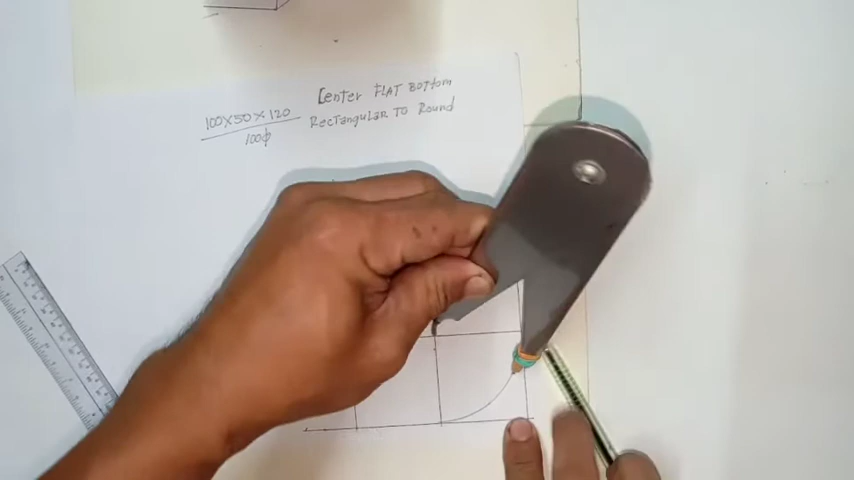 Center FLAT BOTTOM
RECTANGULAR TO Round
100X50X120
100ϕ